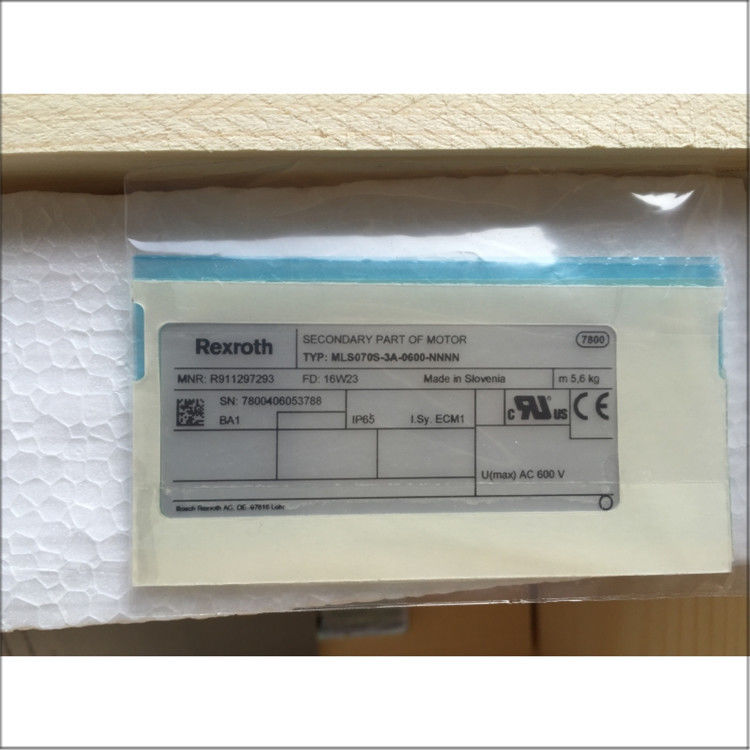 Rexroth
SECONDARY PART OF MOTOR
7800
TYP: MLS070S-3A-0600-NNNN
MNR: R911297293 FD: 16W23 Made in Slovenia m 5,6 kg
SN: 7800406053788
BA1 IP65 I.Sy. ECM1
c RU US CE
U(max) AC 600 V
Bosch Rexroth AG, DE, 97816 Lohr